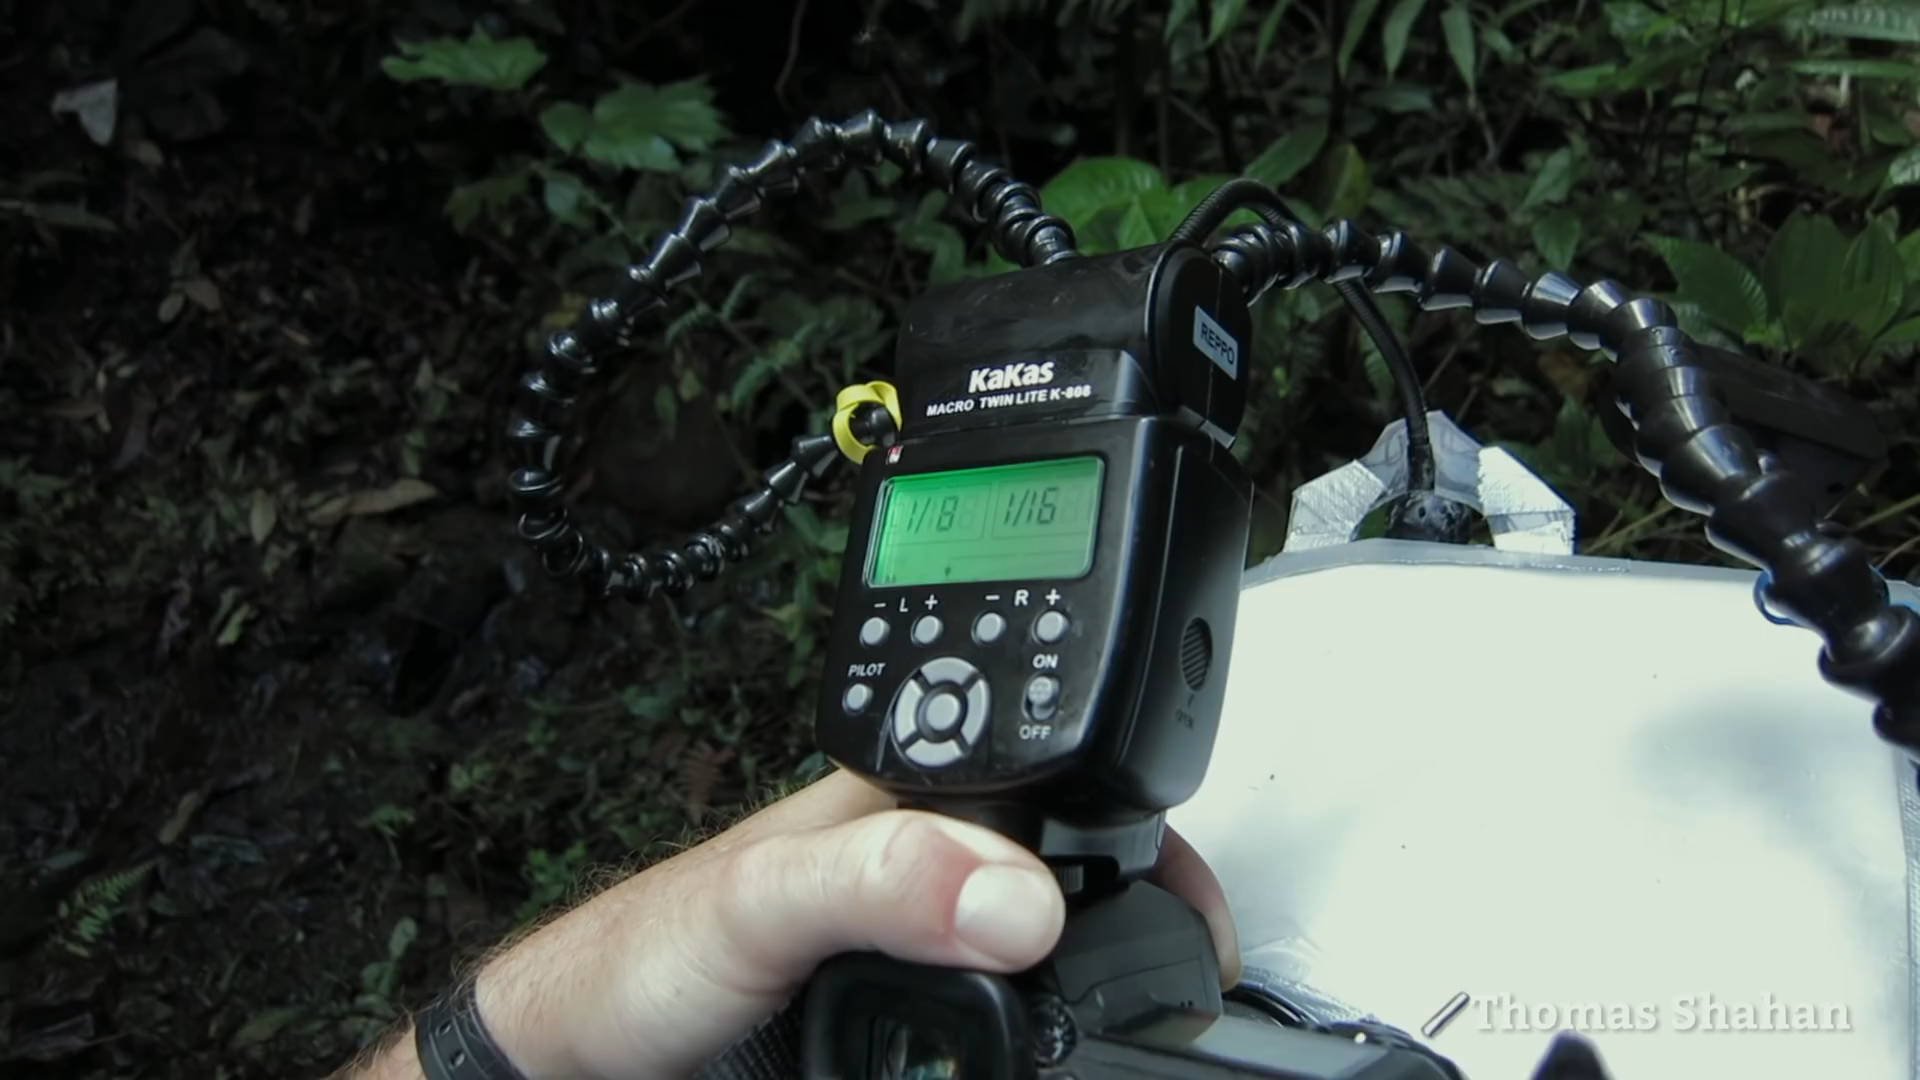 REPPO
KaKas
MACRO TWIN LITE K-808
1/8 1/16
- L + - R +
PILOT
ON
OFF
Thomas Shahan